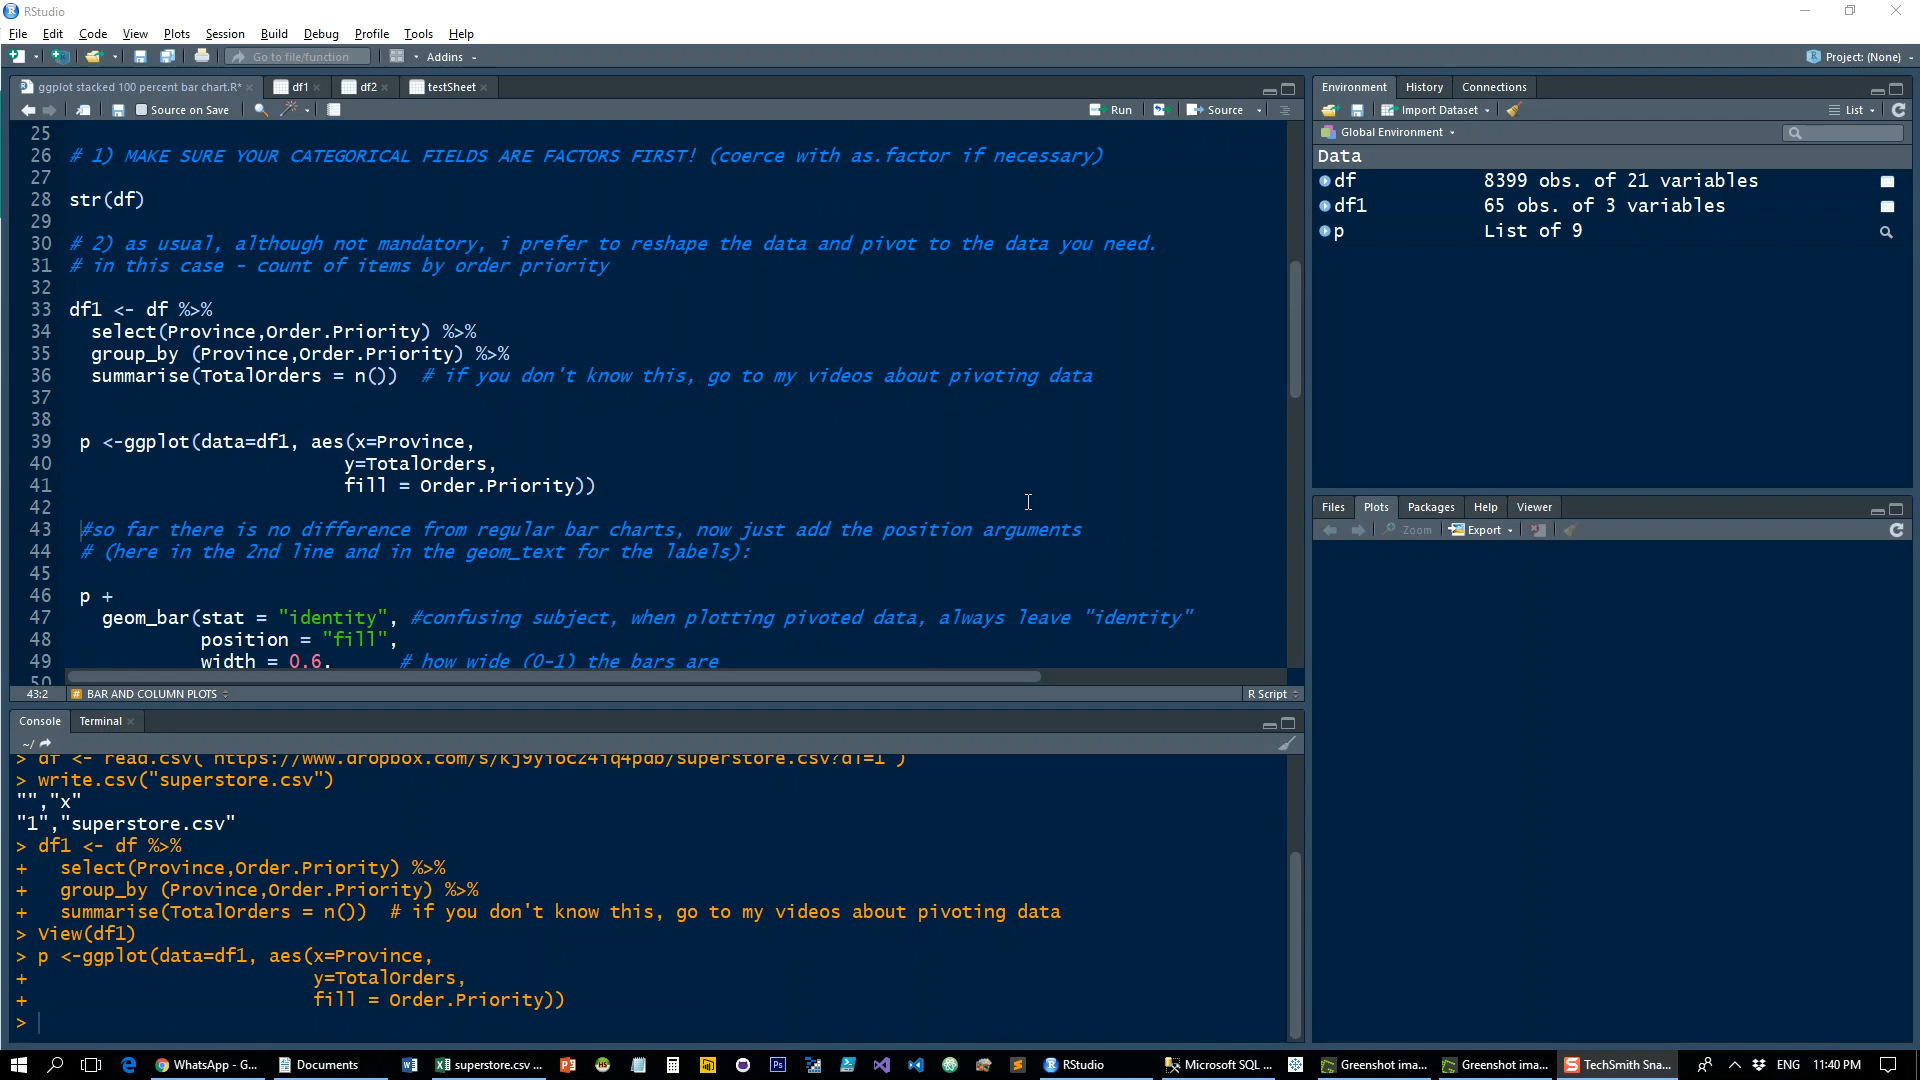 RStudio
File Edit Code View Plots Session Build Debug Profile Tools Help
Go to file/function Addins Project: (None)
ggplot stacked 100 percent bar chart.R* df1 df2 testSheet
Source on Save Run Source
25
26 # 1) MAKE SURE YOUR CATEGORICAL FIELDS ARE FACTORS FIRST! (coerce with as.factor if necessary)
27
28 str(df)
29
30 # 2) as usual, although not mandatory, i prefer to reshape the data and pivot to the data you need.
31 # in this case - count of items by order priority
32
33 df1 <- df %>%
34 select(Province,Order.Priority) %>%
35 group_by (Province,Order.Priority) %>%
36 summarise(TotalOrders = n()) # if you don't know this, go to my videos about pivoting data
37
38
39 p <-ggplot(data=df1, aes(x=Province,
40 y=TotalOrders,
41 fill = Order.Priority))
42
43 #so far there is no difference from regular bar charts, now just add the position arguments
44 # (here in the 2nd line and in the geom_text for the labels):
45
46 p +
47 geom_bar(stat = "identity", #confusing subject, when plotting pivoted data, always leave "identity"
48 position = "fill",
49 width = 0.6, # how wide (0-1) the bars are
50
43:2 # BAR AND COLUMN PLOTS R Script
Console Terminal
~/
> df <- read.csv("https://www.dropbox.com/s/kj9yioc24iq4pdb/superstore.csv?dl=1")
> write.csv("superstore.csv")
"","x"
"1","superstore.csv"
> df1 <- df %>%
+ select(Province,Order.Priority) %>%
+ group_by (Province,Order.Priority) %>%
+ summarise(TotalOrders = n()) # if you don't know this, go to my videos about pivoting data
> View(df1)
> p <-ggplot(data=df1, aes(x=Province,
+ y=TotalOrders,
+ fill = Order.Priority))
>
Environment History Connections
Import Dataset List
Global Environment
Data
df 8399 obs. of 21 variables
df1 65 obs. of 3 variables
p List of 9
Files Plots Packages Help Viewer
Zoom Export
WhatsApp - G... Documents superstore.csv ... RStudio Microsoft SQL ... Greenshot ima... Greenshot ima... TechSmith Sna... ENG 11:40 PM